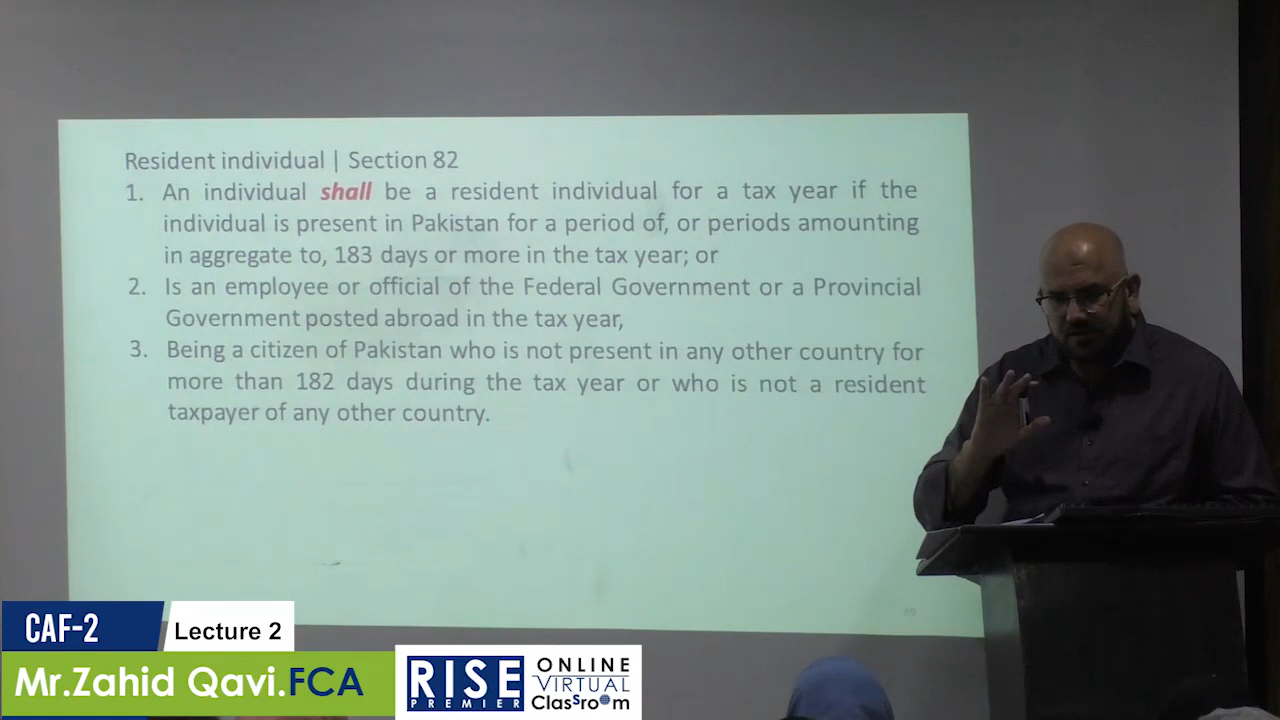 Resident individual | Section 82
1. An individual shall be a resident individual for a tax year if the
individual is present in Pakistan for a period of, or periods amounting
in aggregate to, 183 days or more in the tax year; or
2. Is an employee or official of the Federal Government or a Provincial
Government posted abroad in the tax year,
3. Being a citizen of Pakistan who is not present in any other country for
more than 182 days during the tax year or who is not a resident
taxpayer of any other country.
CAF-2
Lecture 2
Mr.Zahid Qavi.FCA
RISE
PREMIER
ONLINE
VIRTUAL
ClasSroom